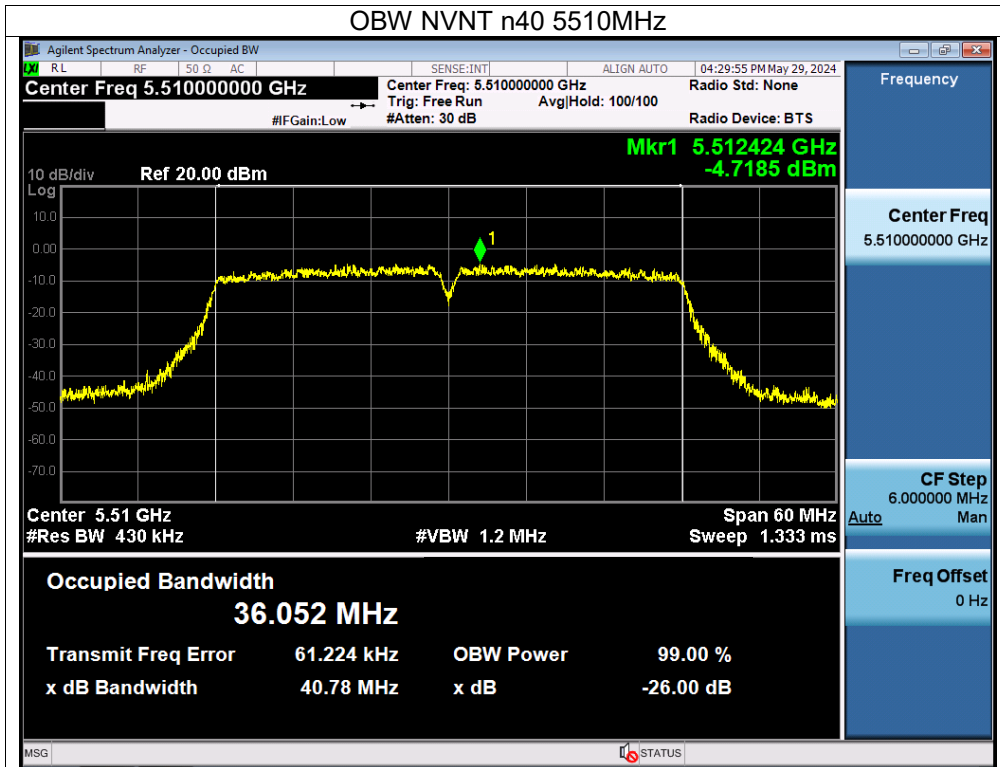 OBW NVNT n40 5510MHz
Agilent Spectrum Analyzer - Occupied BW
LXI RL RF 50 Ω AC SENSE:INT ALIGN AUTO 04:29:55 PM May 29, 2024
Center Freq 5.510000000 GHz
Center Freq: 5.510000000 GHz
Radio Std: None
Trig: Free Run Avg|Hold: 100/100
#IFGain:Low
#Atten: 30 dB
Radio Device: BTS
Mkr1 5.512424 GHz
-4.7185 dBm
10 dB/div Ref 20.00 dBm
Log
10.0
0.00
-10.0
-20.0
-30.0
-40.0
-50.0
-60.0
-70.0
1
Center 5.51 GHz
Span 60 MHz
#Res BW 430 kHz
#VBW 1.2 MHz
Sweep 1.333 ms
Occupied Bandwidth
36.052 MHz
Transmit Freq Error 61.224 kHz OBW Power 99.00 %
x dB Bandwidth 40.78 MHz x dB -26.00 dB
MSG
STATUS
Frequency
Center Freq
5.510000000 GHz
CF Step
6.000000 MHz
Auto Man
Freq Offset
0 Hz